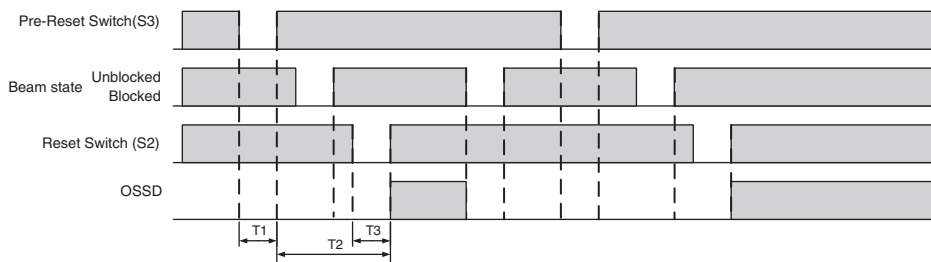 Pre-Reset Switch(S3)
Beam state Unblocked
Blocked
Reset Switch (S2)
OSSD
T1
T3
T2